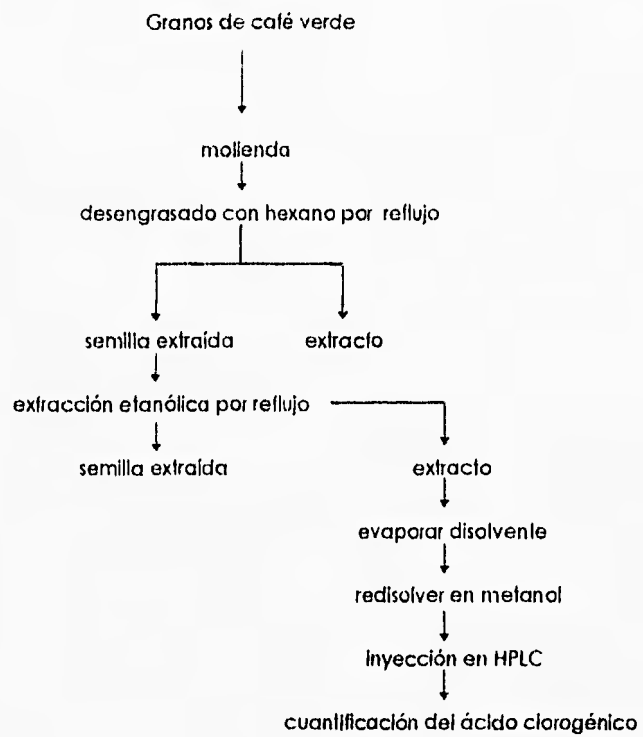 Granos de café verde
molienda
desengrasado con hexano por reflujo
semilla extraída extracto
extracción etanólica por reflujo
semilla extraída extracto
evaporar disolvente
redisolver en metanol
Inyección en HPLC
cuantificación del ácido clorogénico